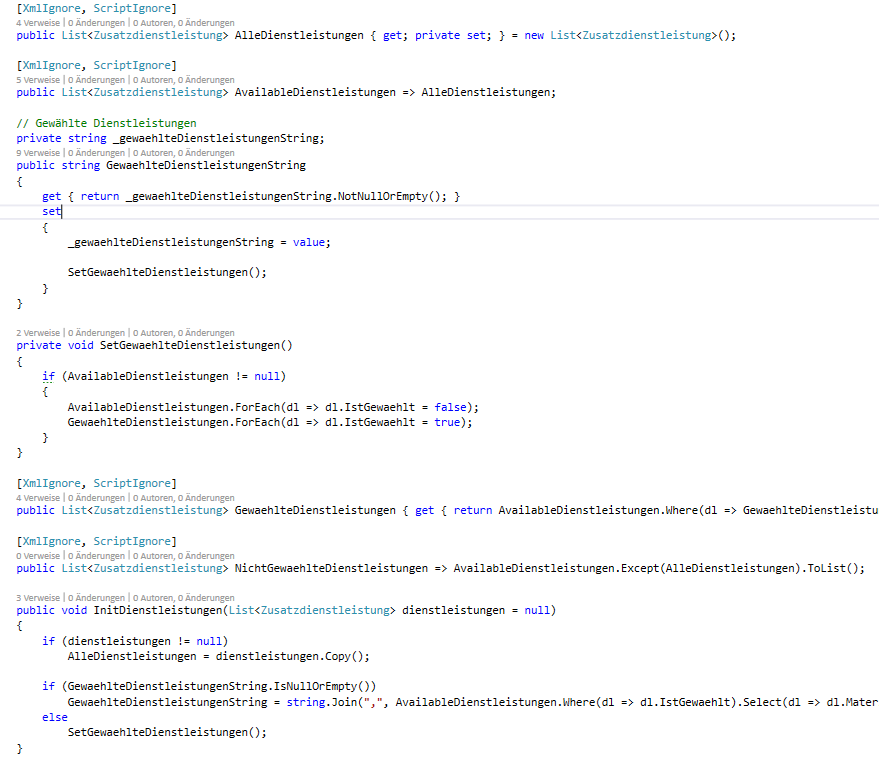 [XmlIgnore, ScriptIgnore]
4 Verweise | 0 Änderungen | 0 Autoren, 0 Änderungen
public List<Zusatzdienstleistung> AlleDienstleistungen { get; private set; } = new List<Zusatzdienstleistung>();
[XmlIgnore, ScriptIgnore]
5 Verweise | 0 Änderungen | 0 Autoren, 0 Änderungen
public List<Zusatzdienstleistung> AvailableDienstleistungen => AlleDienstleistungen;
// Gewählte Dienstleistungen
private string _gewaehlteDienstleistungenString;
9 Verweise | 0 Änderungen | 0 Autoren, 0 Änderungen
public string GewaehlteDienstleistungenString
{
get { return _gewaehlteDienstleistungenString.NotNullOrEmpty(); }
set
{
_gewaehlteDienstleistungenString = value;
SetGewaehlteDienstleistungen();
}
}
2 Verweise | 0 Änderungen | 0 Autoren, 0 Änderungen
private void SetGewaehlteDienstleistungen()
{
if (AvailableDienstleistungen != null)
{
AvailableDienstleistungen.ForEach(dl => dl.IstGewaehlt = false);
GewaehlteDienstleistungen.ForEach(dl => dl.IstGewaehlt = true);
}
}
[XmlIgnore, ScriptIgnore]
4 Verweise | 0 Änderungen | 0 Autoren, 0 Änderungen
public List<Zusatzdienstleistung> GewaehlteDienstleistungen { get { return AvailableDienstleistungen.Where(dl => GewaehlteDienstleistu
[XmlIgnore, ScriptIgnore]
0 Verweise | 0 Änderungen | 0 Autoren, 0 Änderungen
public List<Zusatzdienstleistung> NichtGewaehlteDienstleistungen => AvailableDienstleistungen.Except(AlleDienstleistungen).ToList();
3 Verweise | 0 Änderungen | 0 Autoren, 0 Änderungen
public void InitDienstleistungen(List<Zusatzdienstleistung> dienstleistungen = null)
{
if (dienstleistungen != null)
AlleDienstleistungen = dienstleistungen.Copy();
if (GewaehlteDienstleistungenString.IsNullOrEmpty())
GewaehlteDienstleistungenString = string.Join(",", AvailableDienstleistungen.Where(dl => dl.IstGewaehlt).Select(dl => dl.Mater
else
SetGewaehlteDienstleistungen();
}